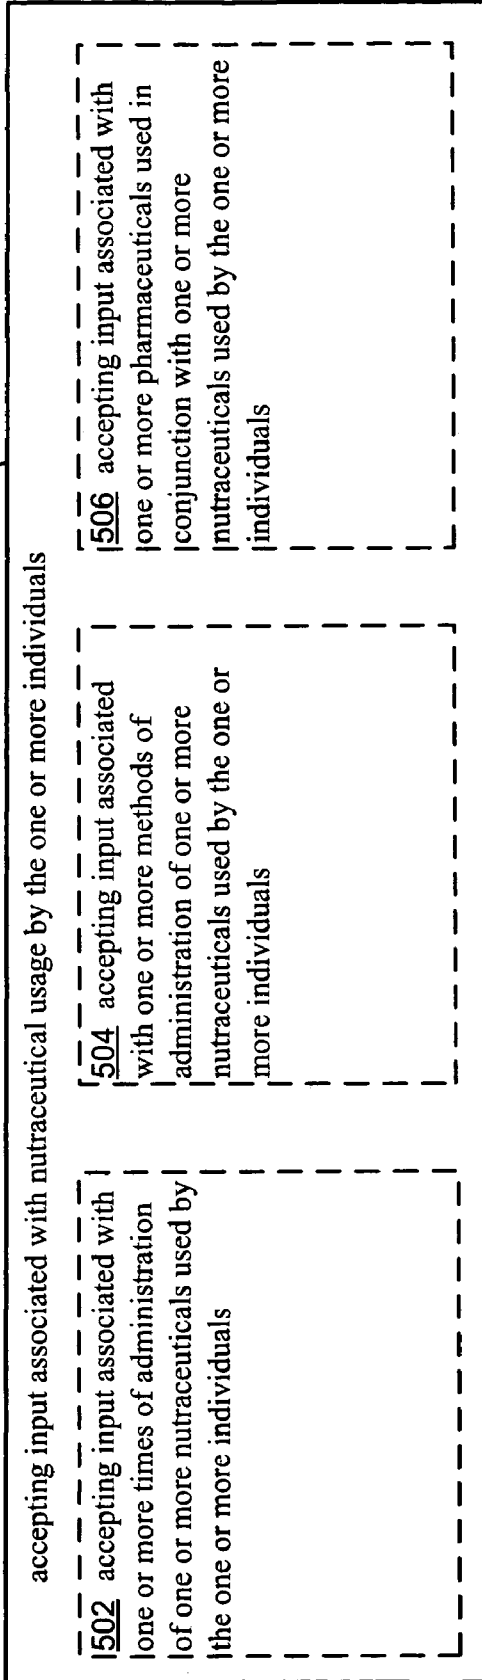 accepting input associated with nutraceutical usage by the one or more individuals
502 accepting input associated with
one or more times of administration
of one or more nutraceuticals used by
the one or more individuals
504 accepting input associated
with one or more methods of
administration of one or more
nutraceuticals used by the one or
more individuals
506 accepting input associated with
one or more pharmaceuticals used in
conjunction with one or more
nutraceuticals used by the one or more
individuals